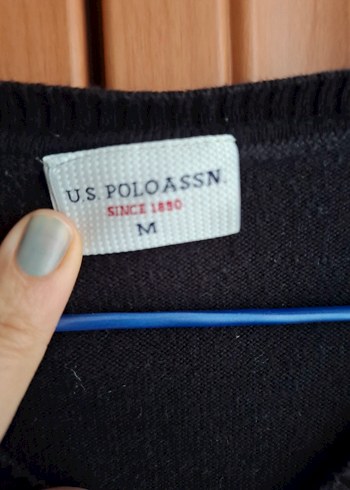 U.S. POLO ASSN.
SINCE 1890
M